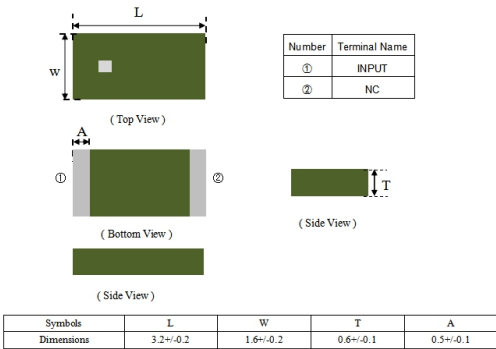 L
Number Terminal Name
① INPUT
② NC
W
( Top View )
A
① ②
T
( Bottom View )
( Side View )
( Side View )
Symbols L W T A
Dimensions 3.2+/-0.2 1.6+/-0.2 0.6+/-0.1 0.5+/-0.1